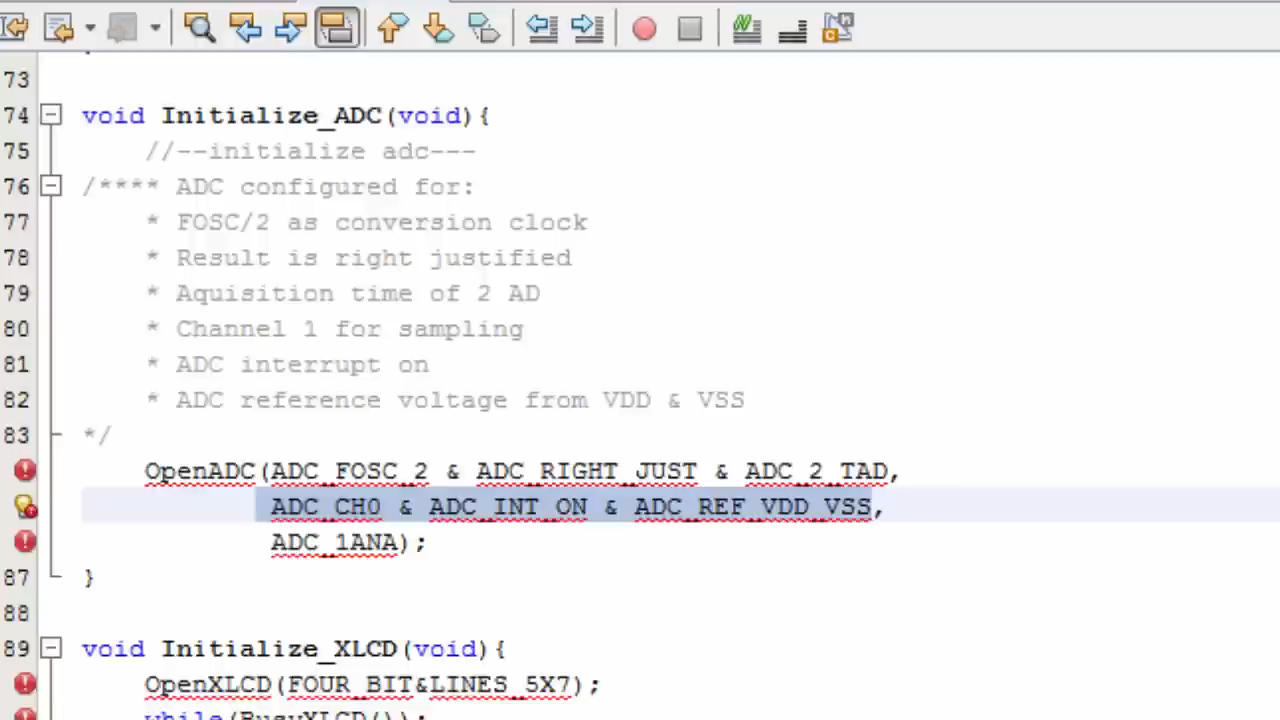 73
74 void Initialize_ADC(void){
75 //--initialize adc---
76 /**** ADC configured for:
77 * FOSC/2 as conversion clock
78 * Result is right justified
79 * Aquisition time of 2 AD
80 * Channel 1 for sampling
81 * ADC interrupt on
82 * ADC reference voltage from VDD & VSS
83 */
OpenADC(ADC_FOSC_2 & ADC_RIGHT_JUST & ADC_2_TAD,
ADC_CH0 & ADC_INT_ON & ADC_REF_VDD_VSS,
ADC_1ANA);
87 }
88
89 void Initialize_XLCD(void){
OpenXLCD(FOUR_BIT&LINES_5X7);
while(BusyXLCD());